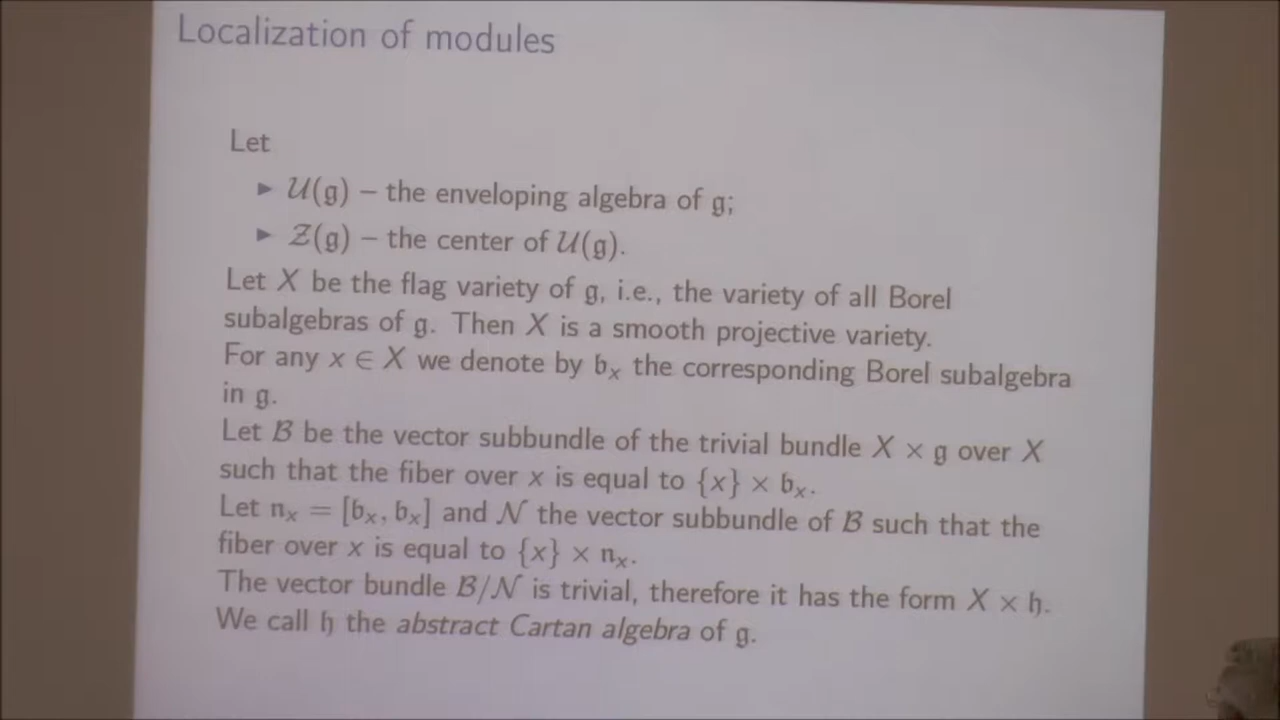 Localization of modules
Let
▶ 𝒰(𝔤) – the enveloping algebra of 𝔤;
▶ 𝒵(𝔤) – the center of 𝒰(𝔤).
Let X be the flag variety of 𝔤, i.e., the variety of all Borel
subalgebras of 𝔤. Then X is a smooth projective variety.
For any x ∈ X we denote by 𝔟ₓ the corresponding Borel subalgebra
in 𝔤.
Let ℬ be the vector subbundle of the trivial bundle X × 𝔤 over X
such that the fiber over x is equal to {x} × 𝔟ₓ.
Let 𝔫ₓ = [𝔟ₓ, 𝔟ₓ] and 𝒩 the vector subbundle of ℬ such that the
fiber over x is equal to {x} × 𝔫ₓ.
The vector bundle ℬ/𝒩 is trivial, therefore it has the form X × 𝔥.
We call 𝔥 the abstract Cartan algebra of 𝔤.